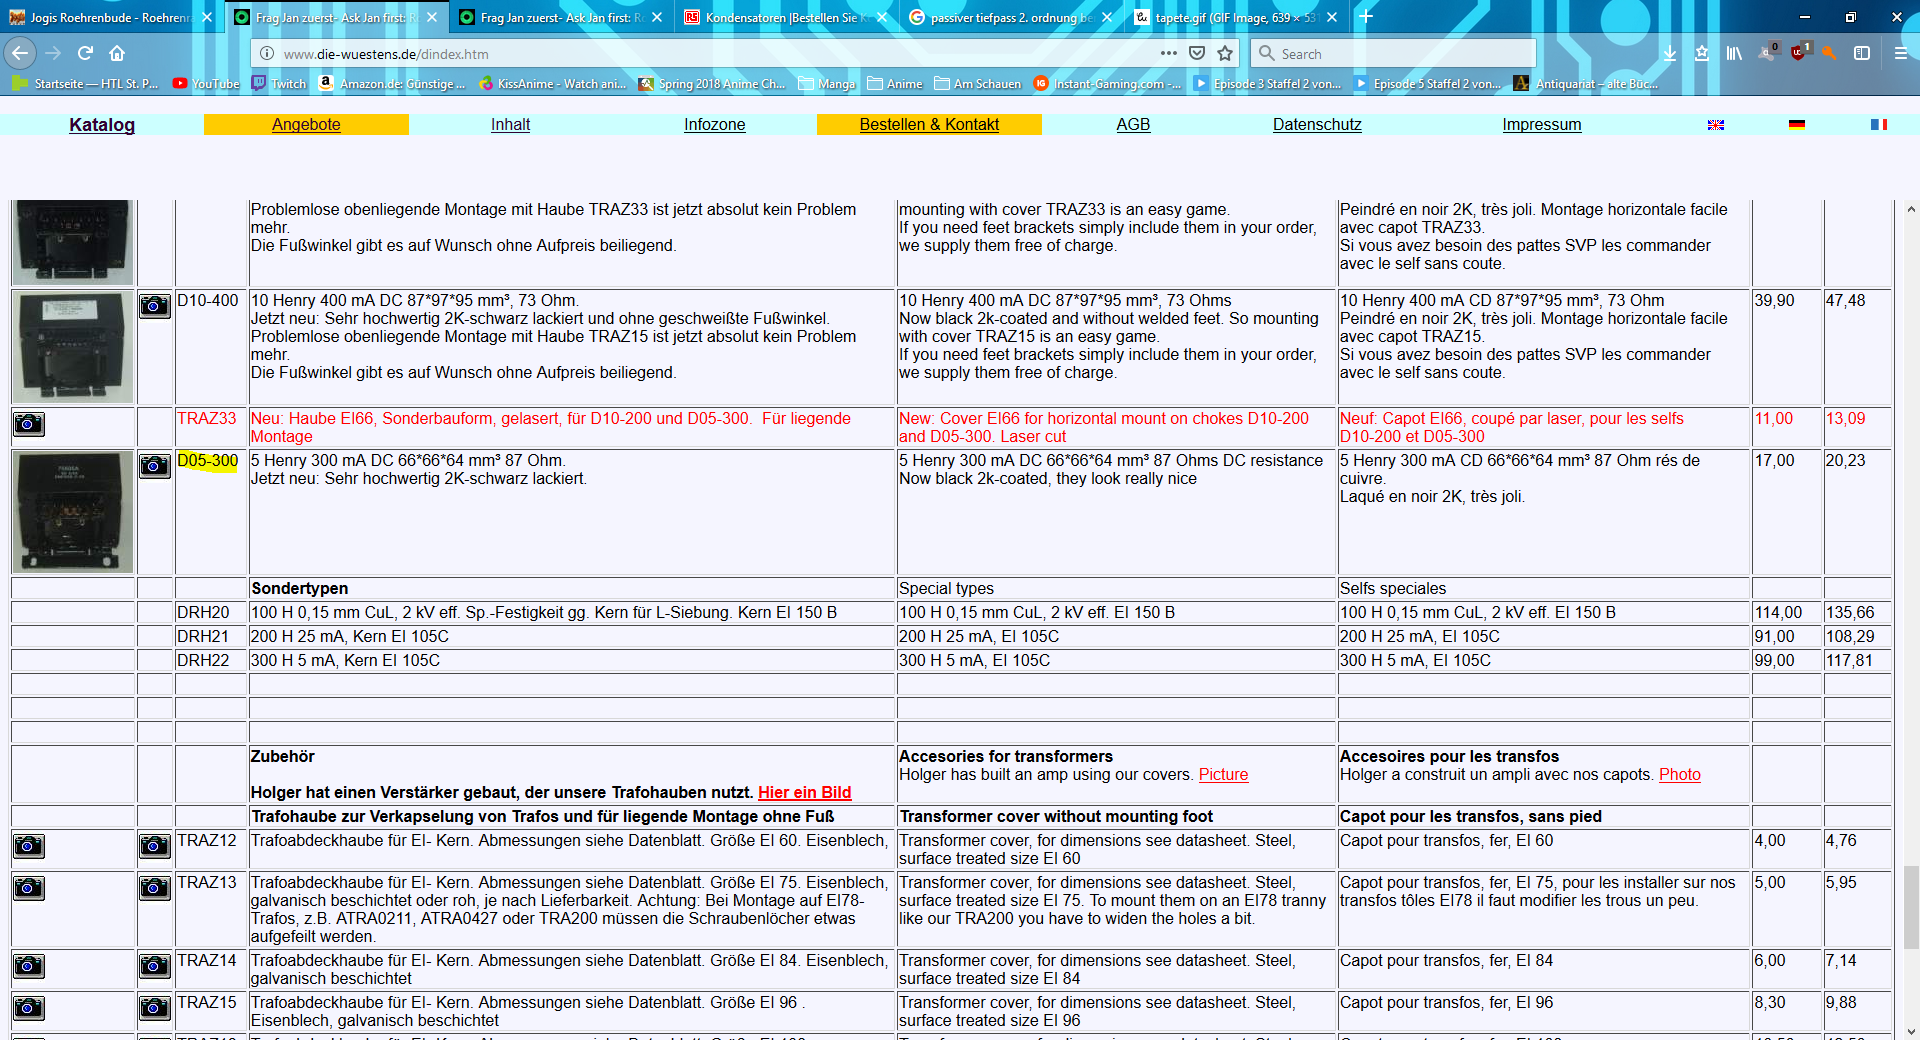 Jogis Roehrenbude - Roehrenra
Frag Jan zuerst- Ask Jan first: Ro
Frag Jan zuerst- Ask Jan first: Ro
Kondensatoren |Bestellen Sie K
passiver tiefpass 2. ordnung be
tapete.gif (GIF Image, 639 × 531
www.die-wuestens.de/dindex.htm
Search
0
1
Startseite — HTL St. P...
YouTube
Twitch
Amazon.de: Günstige ...
KissAnime - Watch ani...
Spring 2018 Anime Ch...
Manga
Anime
Am Schauen
Instant-Gaming.com -...
Episode 3 Staffel 2 von...
Episode 5 Staffel 2 von...
Antiquariat – alte Büc...
Katalog
Angebote
Inhalt
Infozone
Bestellen & Kontakt
AGB
Datenschutz
Impressum
Problemlose obenliegende Montage mit Haube TRAZ33 ist jetzt absolut kein Problem
mehr.
Die Fußwinkel gibt es auf Wunsch ohne Aufpreis beiliegend.
mounting with cover TRAZ33 is an easy game.
If you need feet brackets simply include them in your order,
we supply them free of charge.
Peindré en noir 2K, très joli. Montage horizontale facile
avec capot TRAZ33.
Si vous avez besoin des pattes SVP les commander
avec le self sans coute.
D10-400
10 Henry 400 mA DC 87*97*95 mm³, 73 Ohm.
Jetzt neu: Sehr hochwertig 2K-schwarz lackiert und ohne geschweißte Fußwinkel.
Problemlose obenliegende Montage mit Haube TRAZ15 ist jetzt absolut kein Problem
mehr.
Die Fußwinkel gibt es auf Wunsch ohne Aufpreis beiliegend.
10 Henry 400 mA DC 87*97*95 mm³, 73 Ohms
Now black 2k-coated and without welded feet. So mounting
with cover TRAZ15 is an easy game.
If you need feet brackets simply include them in your order,
we supply them free of charge.
10 Henry 400 mA CD 87*97*95 mm³, 73 Ohm
Peindré en noir 2K, très joli. Montage horizontale facile
avec capot TRAZ15.
Si vous avez besoin des pattes SVP les commander
avec le self sans coute.
39,90
47,48
TRAZ33
Neu: Haube EI66, Sonderbauform, gelasert, für D10-200 und D05-300. Für liegende
Montage
New: Cover EI66 for horizontal mount on chokes D10-200
and D05-300. Laser cut
Neuf: Capot EI66, coupé par laser, pour les selfs
D10-200 et D05-300
11,00
13,09
D05-300
5 Henry 300 mA DC 66*66*64 mm³ 87 Ohm.
Jetzt neu: Sehr hochwertig 2K-schwarz lackiert.
5 Henry 300 mA DC 66*66*64 mm³ 87 Ohms DC resistance
Now black 2k-coated, they look really nice
5 Henry 300 mA CD 66*66*64 mm³ 87 Ohm rés de
cuivre.
Laqué en noir 2K, très joli.
17,00
20,23
Sondertypen
Special types
Selfs speciales
DRH20
100 H 0,15 mm CuL, 2 kV eff. Sp.-Festigkeit gg. Kern für L-Siebung. Kern EI 150 B
100 H 0,15 mm CuL, 2 kV eff. EI 150 B
100 H 0,15 mm CuL, 2 kV eff. EI 150 B
114,00
135,66
DRH21
200 H 25 mA, Kern EI 105C
200 H 25 mA, EI 105C
200 H 25 mA, EI 105C
91,00
108,29
DRH22
300 H 5 mA, Kern EI 105C
300 H 5 mA, EI 105C
300 H 5 mA, EI 105C
99,00
117,81
Zubehör
Holger hat einen Verstärker gebaut, der unsere Trafohauben nutzt. Hier ein Bild
Accesories for transformers
Holger has built an amp using our covers. Picture
Accesoires pour les transfos
Holger a construit un ampli avec nos capots. Photo
Trafohaube zur Verkapselung von Trafos und für liegende Montage ohne Fuß
Transformer cover without mounting foot
Capot pour les transfos, sans pied
TRAZ12
Trafoabdeckhaube für EI- Kern. Abmessungen siehe Datenblatt. Größe EI 60. Eisenblech,
Transformer cover, for dimensions see datasheet. Steel,
surface treated size EI 60
Capot pour transfos, fer, EI 60
4,00
4,76
TRAZ13
Trafoabdeckhaube für EI- Kern. Abmessungen siehe Datenblatt. Größe EI 75. Eisenblech,
galvanisch beschichtet oder roh, je nach Lieferbarkeit. Achtung: Bei Montage auf EI78-
Trafos, z.B. ATRA0211, ATRA0427 oder TRA200 müssen die Schraubenlöcher etwas
aufgefeilt werden.
Transformer cover, for dimensions see datasheet. Steel,
surface treated size EI 75. To mount them on an EI78 tranny
like our TRA200 you have to widen the holes a bit.
Capot pour transfos, fer, EI 75, pour les installer sur nos
transfos tôles EI78 il faut modifier les trous un peu.
5,00
5,95
TRAZ14
Trafoabdeckhaube für EI- Kern. Abmessungen siehe Datenblatt. Größe EI 84. Eisenblech,
galvanisch beschichtet
Transformer cover, for dimensions see datasheet. Steel,
surface treated size EI 84
Capot pour transfos, fer, EI 84
6,00
7,14
TRAZ15
Trafoabdeckhaube für EI- Kern. Abmessungen siehe Datenblatt. Größe EI 96 .
Eisenblech, galvanisch beschichtet
Transformer cover, for dimensions see datasheet. Steel,
surface treated size EI 96
Capot pour transfos, fer, EI 96
8,30
9,88